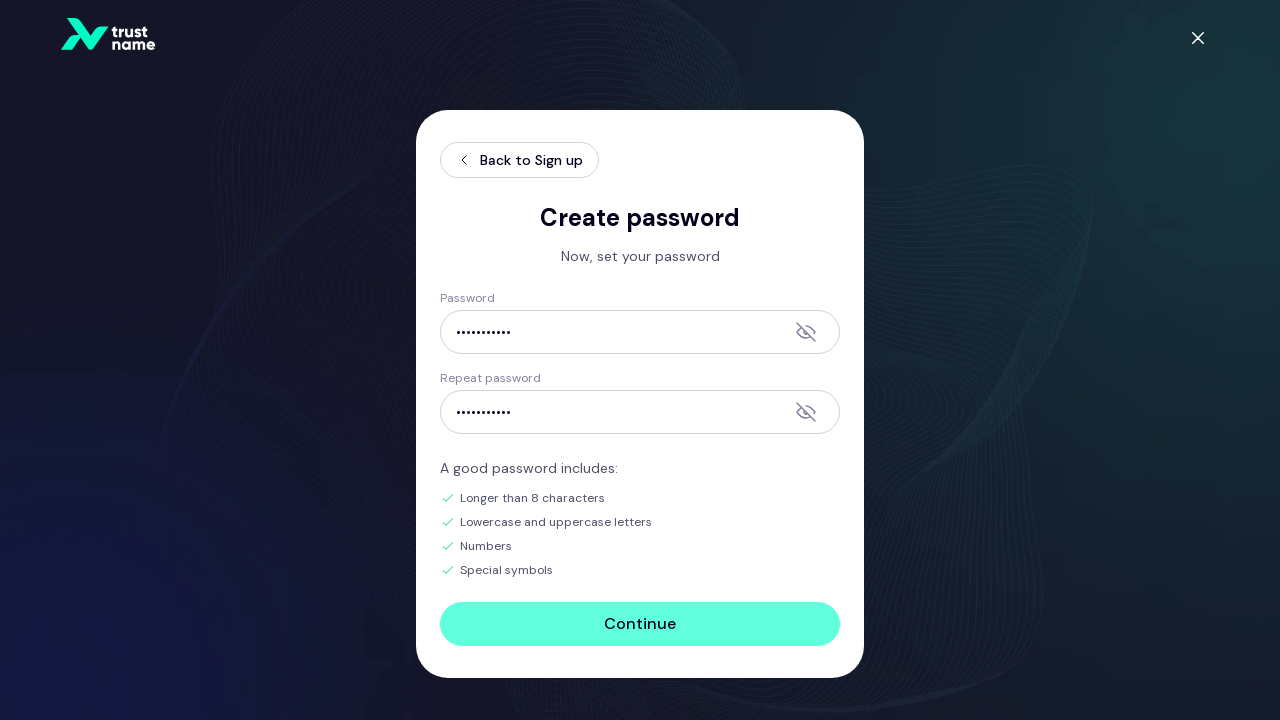 trust
name
Back to Sign up
Create password
Now, set your password
Password
•••••••••••
Repeat password
•••••••••••
A good password includes:
Longer than 8 characters
Lowercase and uppercase letters
Numbers
Special symbols
Continue